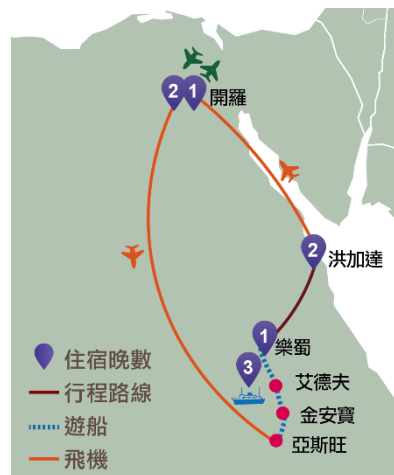 2 1 開羅
2 洪加達
1 樂蜀
3
艾德夫
金安寶
亞斯旺
住宿晚數
行程路線
遊船
飛機